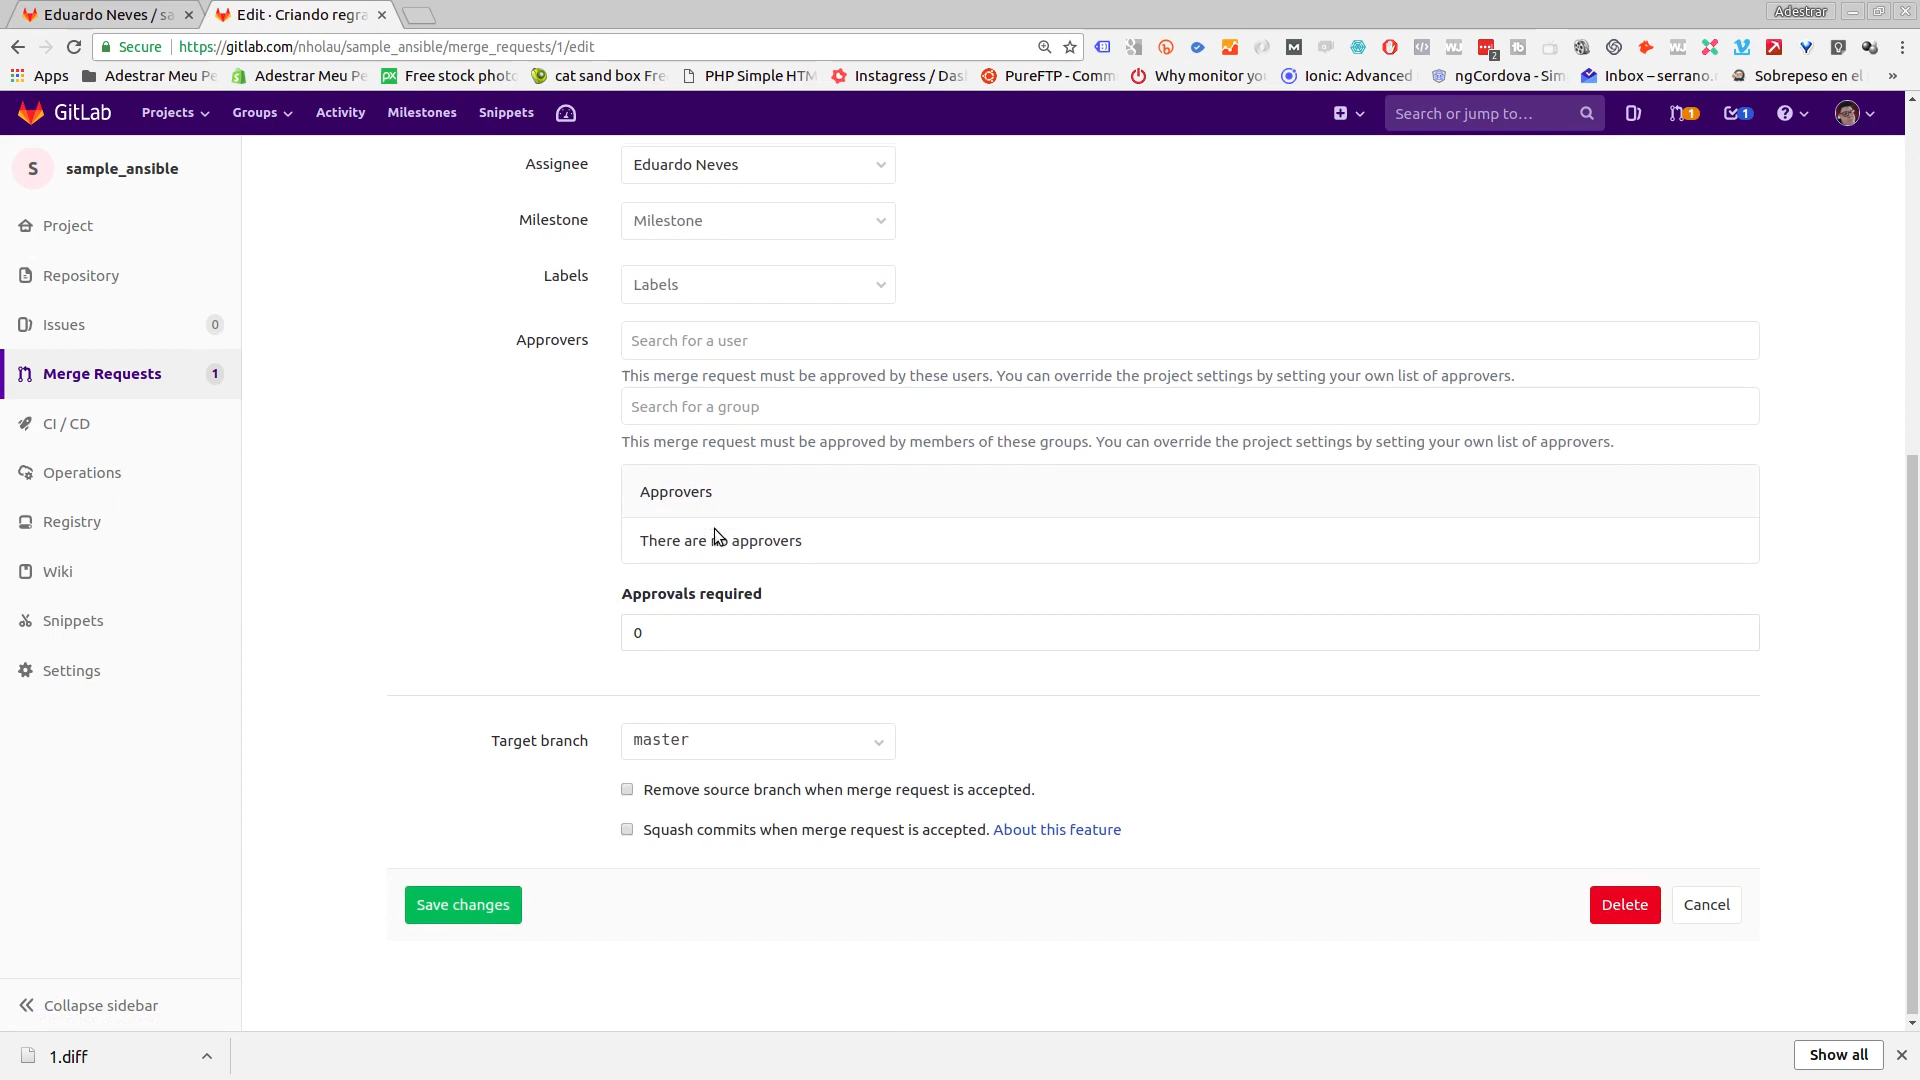 Eduardo Neves / sa
Edit · Criando regra
Adestrar
Secure https://gitlab.com/nholau/sample_ansible/merge_requests/1/edit
Apps Adestrar Meu Pe Adestrar Meu Pe Free stock photo cat sand box Fre PHP Simple HTM Instagress / Das PureFTP - Comm Why monitor yo Ionic: Advanced ngCordova - Sim Inbox – serrano. Sobrepeso en el »
GitLab Projects Groups Activity Milestones Snippets Search or jump to… 1 1
S sample_ansible
Project
Repository
Issues 0
Merge Requests 1
CI / CD
Operations
Registry
Wiki
Snippets
Settings
Collapse sidebar
Assignee Eduardo Neves
Milestone Milestone
Labels Labels
Approvers Search for a user
This merge request must be approved by these users. You can override the project settings by setting your own list of approvers.
Search for a group
This merge request must be approved by members of these groups. You can override the project settings by setting your own list of approvers.
Approvers
There are no approvers
Approvals required
0
Target branch master
Remove source branch when merge request is accepted.
Squash commits when merge request is accepted. About this feature
Save changes Delete Cancel
1.diff Show all